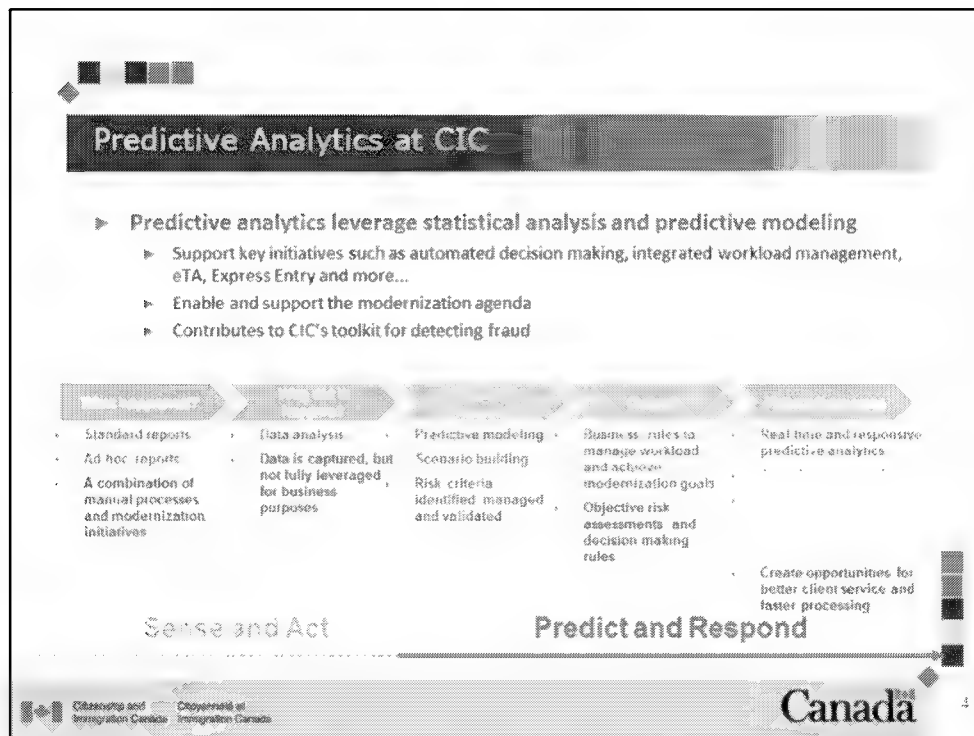 Predictive Analytics at CIC
Predictive analytics leverage statistical analysis and predictive modeling
Support key initiatives such as automated decision making, integrated workload management,
eTA, Express Entry and more...
Enable and support the modernization agenda
Contributes to CIC's toolkit for detecting fraud
Standard reports
Ad hoc reports
A combination of
manual processes
and modernization
initiatives
Data analysis
Data is captured, but
not fully leveraged
for business
purposes
Predictive modeling
Scenario building
Risk criteria
identified managed
and validated
Business rules to
manage workload
and achieve
modernization goals
Objective risk
assessments and
decision making
rules
Real time and responsive
predictive analytics
Create opportunities for
better client service and
faster processing
Sense and Act
Predict and Respond
Citizenship and
Immigration Canada
Citoyenneté et
Immigration Canada
Canada
4